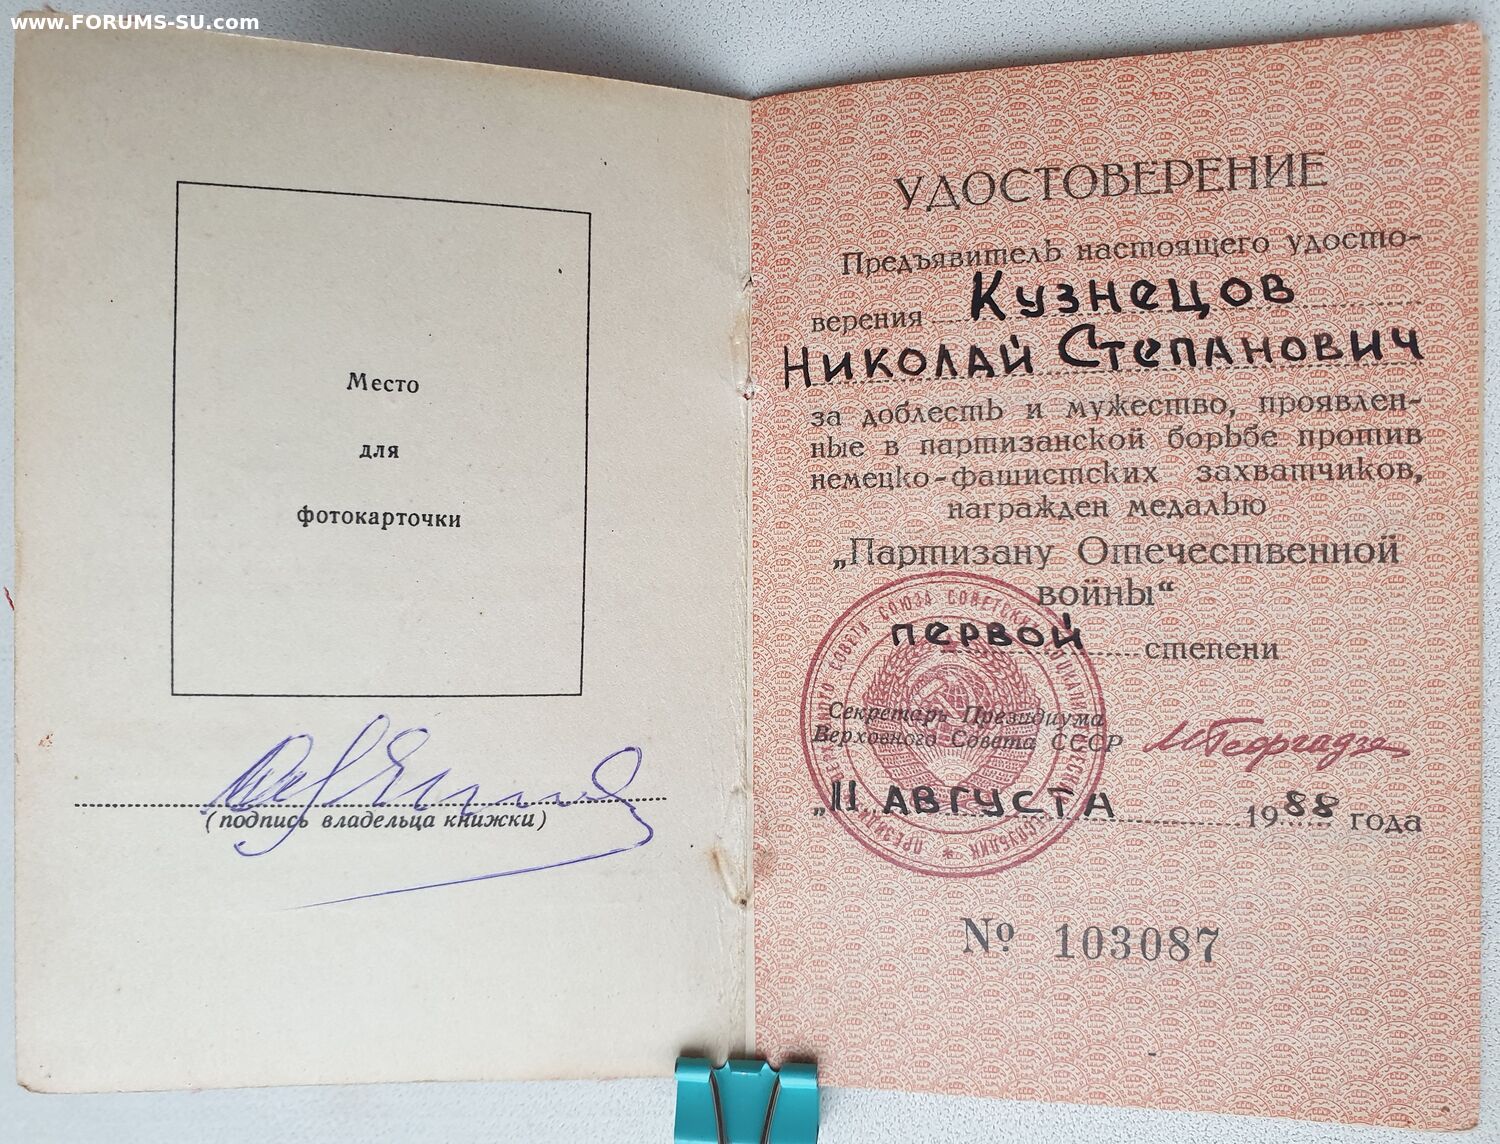 www.FORUMS-SU.com
Место
для
фотокарточки
(подпись владельца книжки)
УДОСТОВЕРЕНИЕ
Предъявитель настоящего удосто-
верения Кузнецов
Николай Степанович
за доблесть и мужество, проявлен-
ные в партизанской борьбе против
немецко-фашистских захватчиков,
награжден медалью
„Партизану Отечественной
войны“
первой степени
Секретарь Президиума
Верховного Совета СССР М Георгадзе
„11 августа 1988 года
№ 103087